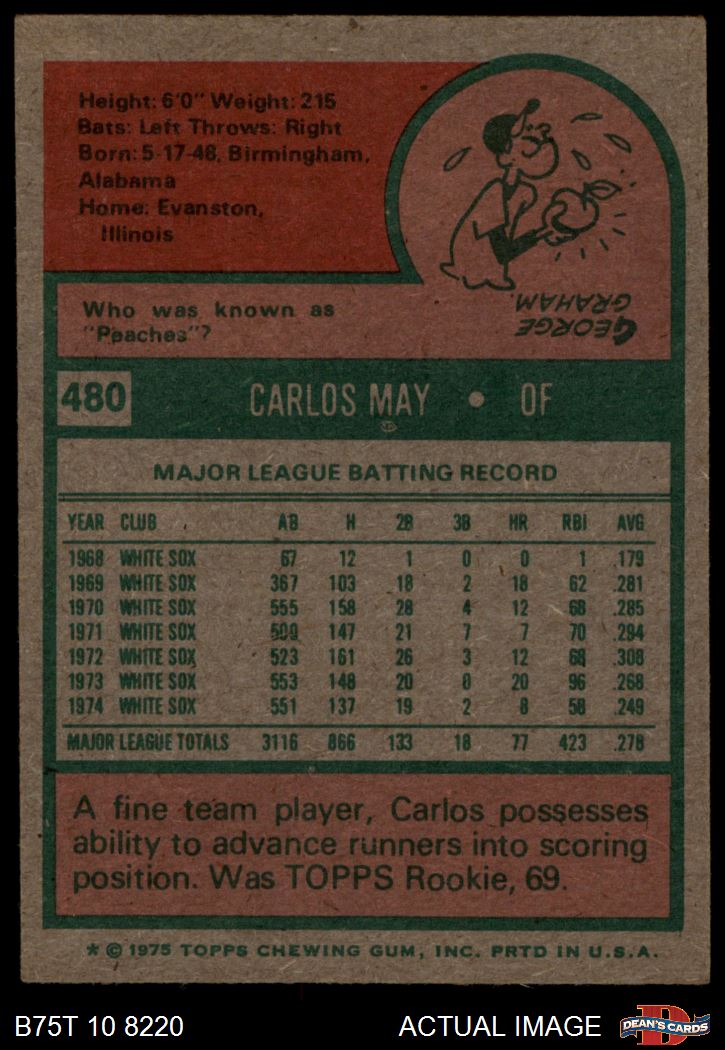 Height: 6'0" Weight: 215
Bats: Left Throws: Right
Born: 5-17-48, Birmingham,
Alabama
Home: Evanston,
Illinois
Who was known as
"Peaches"?
GEORGE
GRAHAM.
480 CARLOS MAY • OF
MAJOR LEAGUE BATTING RECORD
YEAR CLUB AB H 2B 3B HR RBI AVG
1968 WHITE SOX 67 12 1 0 0 1 .179
1969 WHITE SOX 367 103 18 2 18 62 .281
1970 WHITE SOX 555 158 28 4 12 68 .285
1971 WHITE SOX 500 147 21 7 7 70 .294
1972 WHITE SOX 523 161 26 3 12 68 .308
1973 WHITE SOX 553 148 20 0 20 96 .268
1974 WHITE SOX 551 137 19 2 8 58 .249
MAJOR LEAGUE TOTALS 3116 866 133 18 77 423 .278
A fine team player, Carlos possesses
ability to advance runners into scoring
position. Was TOPPS Rookie, 69.
* © 1975 TOPPS CHEWING GUM, INC. PRTD IN U.S.A.
B75T 10 8220 ACTUAL IMAGE DEAN'S CARDS